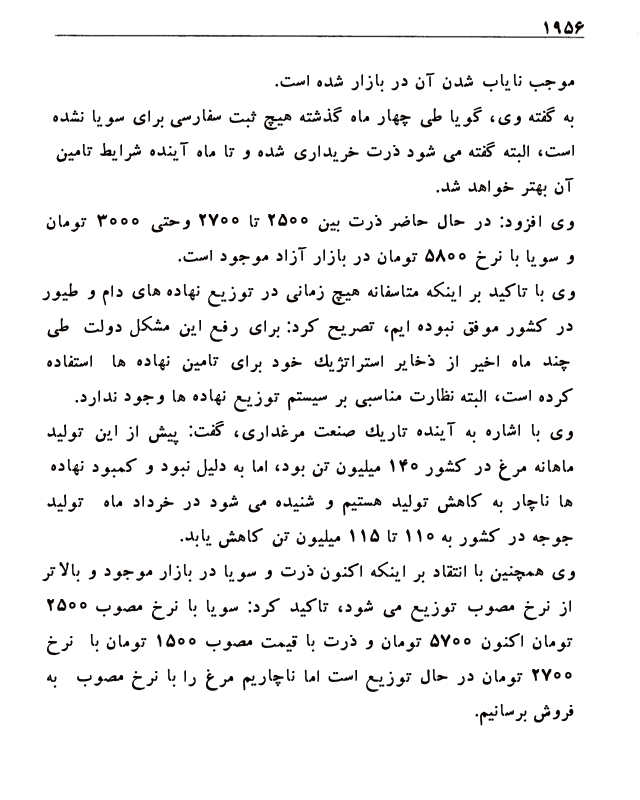 ۱۹۵۶
موجب نایاب شدن آن در بازار شده است.
به گفته وی، گویا طی چهار ماه گذشته هیچ ثبت سفارسی برای سویا نشده
است، البته گفته می شود ذرت خریداری شده و تا ماه آینده شرایط تامین
آن بهتر خواهد شد.
وی افزود: در حال حاضر ذرت بین ۲۵۰۰ تا ۲۷۰۰ وحتی ۳۰۰۰ تومان
و سویا با نرخ ۵۸۰۰ تومان در بازار آزاد موجود است.
وی با تاکید بر اینکه متاسفانه هیچ زمانی در توزیع نهاده های دام و طیور
در کشور موفق نبوده ایم، تصریح کرد: برای رفع این مشکل دولت طی
چند ماه اخیر از ذخایر استراتژیك خود برای تامین نهاده ها استفاده
کرده است، البته نظارت مناسبی بر سیستم توزیع نهاده ها وجود ندارد.
وی با اشاره به آینده تاریك صنعت مرغداری، گفت: پیش از این تولید
ماهانه مرغ در کشور ۱۴۰ میلیون تن بود، اما به دلیل نبود و کمبود نهاده
ها ناچار به کاهش تولید هستیم و شنیده می شود در خرداد ماه تولید
جوجه در کشور به ۱۱۰ تا ۱۱۵ میلیون تن کاهش یابد.
وی همچنین با انتقاد بر اینکه اکنون ذرت و سویا در بازار موجود و بالاتر
از نرخ مصوب توزیع می شود، تاکید کرد: سویا با نرخ مصوب ۲۵۰۰
تومان اکنون ۵۷۰۰ تومان و ذرت با قیمت مصوب ۱۵۰۰ تومان با نرخ
۲۷۰۰ تومان در حال توزیع است اما ناچاریم مرغ را با نرخ مصوب به
فروش برسانیم.